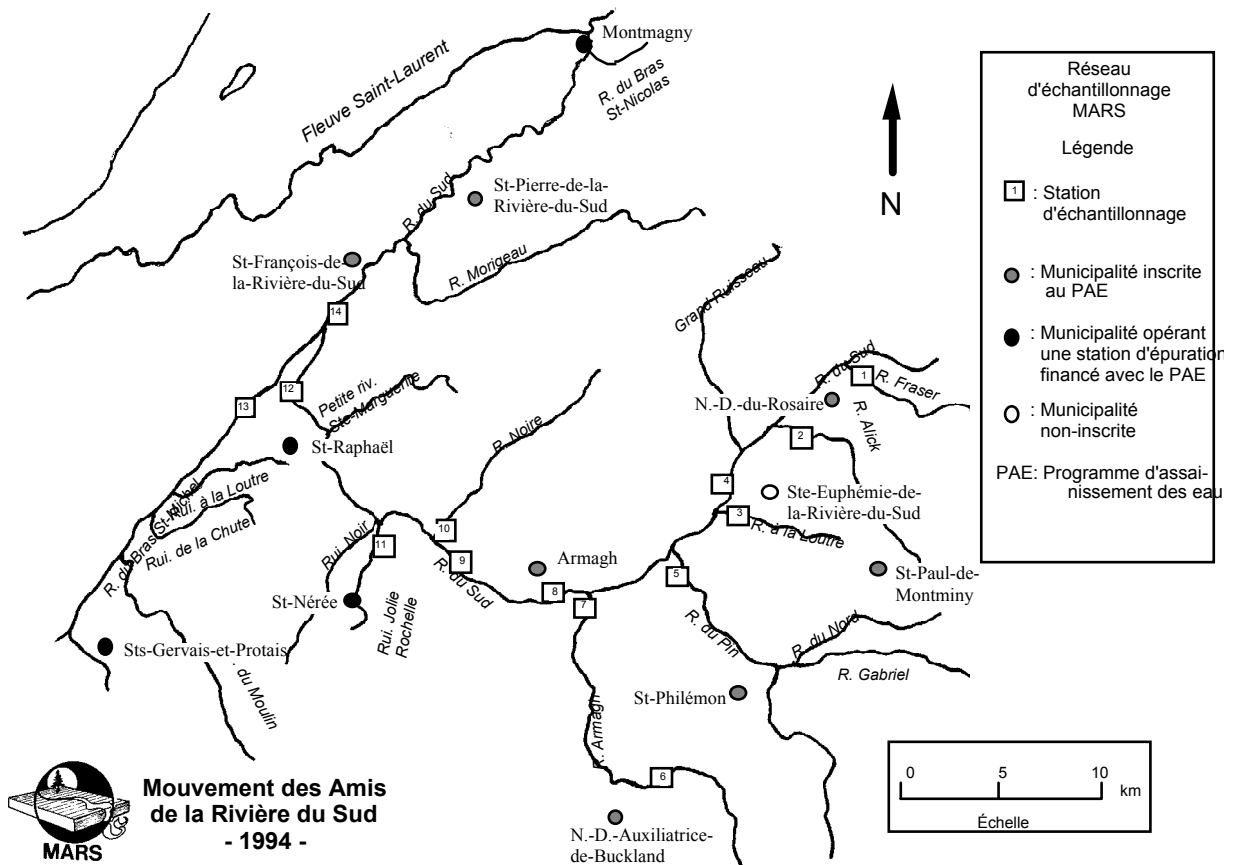 Montmagny
R. du Bras
St-Nicolas
Fleuve Saint-Laurent
R. du Sud
St-Pierre-de-la-
Rivière-du-Sud
St-François-de-
la-Rivière-du-Sud
R. Morigeau
14
Grand Ruisseau
12
13
Petite riv.
Ste-Marguerite
St-Raphaël
R. Noire
R. du Sud
1
R. Fraser
N.-D.-du-Rosaire
R. Alick
2
4
Ste-Euphémie-de-
la-Rivière-du-Sud
3
R. à la Loutre
R. du Bras St-Michel
Rui. à la Loutre
Rui. de la Chute
Rui. Noir
11
10
9
R. du Sud
Armagh
8
7
5
St-Paul-de-
Montminy
St-Nérée
Rui. Jolie
Rochelle
R. du Pin
R. du Nord
R. Gabriel
Sts-Gervais-et-Protais
du Moulin
St-Philémon
R. Armagh
6
N.-D.-Auxiliatrice-
de-Buckland
N
Réseau
d'échantillonnage
MARS
Légende
1 : Station
d'échantillonnage
: Municipalité inscrite
au PAE
: Municipalité opérant
une station d'épuration
financé avec le PAE
: Municipalité
non-inscrite
PAE: Programme d'assai-
nissement des eau
0 5 10
km
Échelle
Mouvement des Amis
de la Rivière du Sud
- 1994 -
MARS